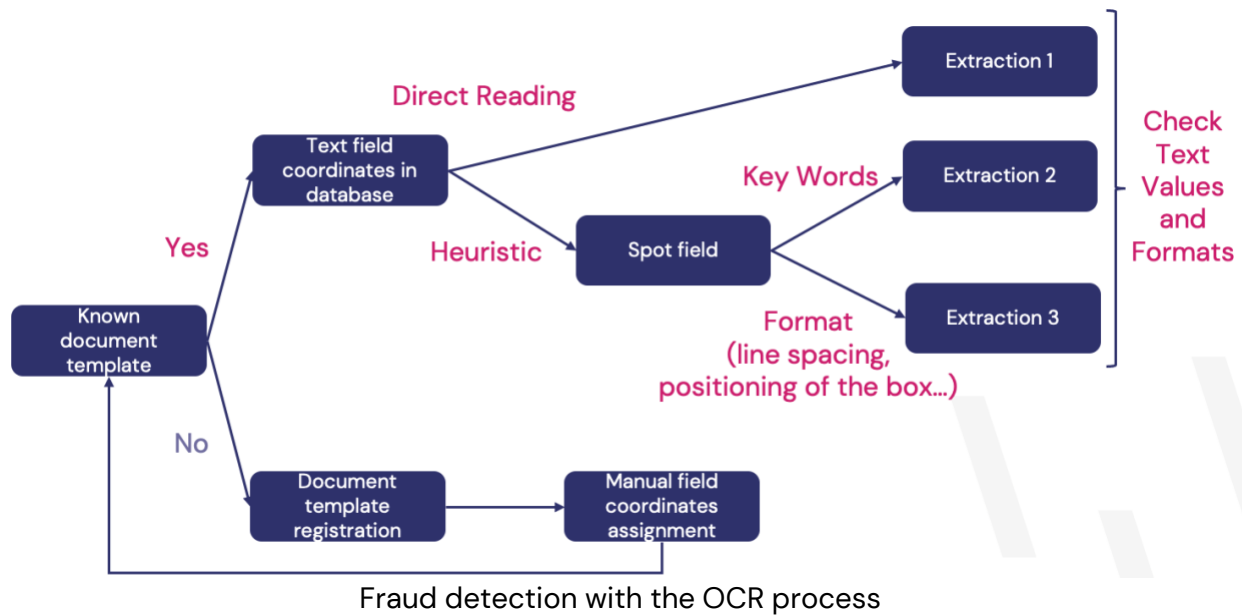 Extraction 1
Direct Reading
Check
Text
Values
and
Formats
Text field
coordinates in
database
Key Words
Extraction 2
Yes
Heuristic
Spot field
Known
document
template
Format
(line spacing,
positioning of the box...)
Extraction 3
No
Document
template
registration
Manual field
coordinates
assignment
Fraud detection with the OCR process